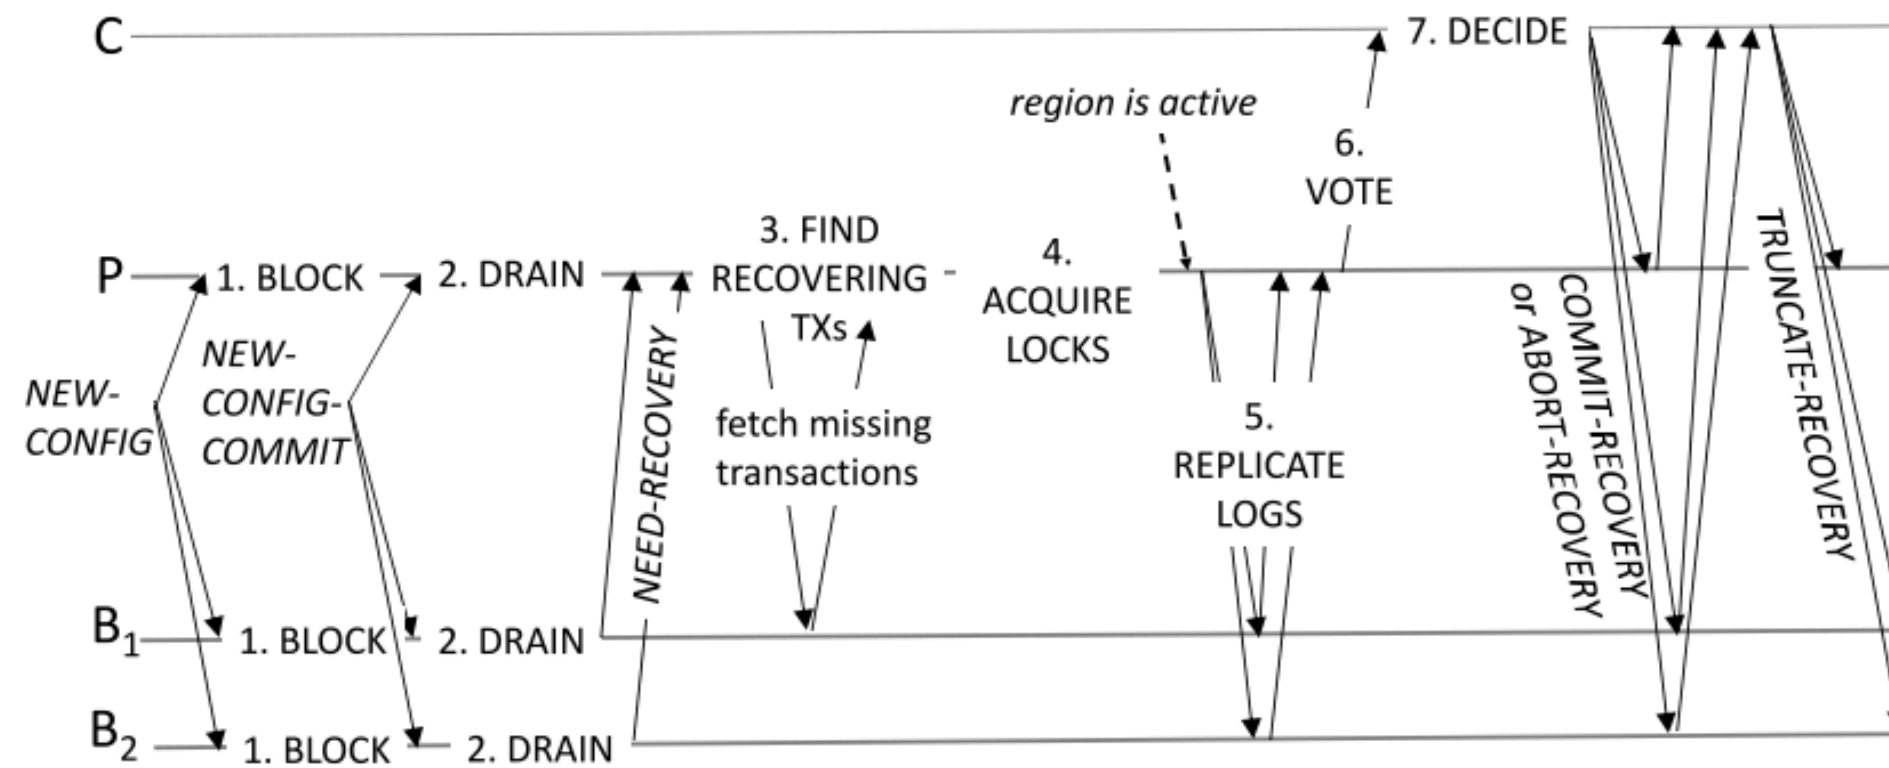 C
7. DECIDE
region is active
6.
VOTE
P
1. BLOCK
2. DRAIN
3. FIND
RECOVERING
TXs
4.
ACQUIRE
LOCKS
NEW-
CONFIG
NEW-
CONFIG-
COMMIT
NEED-RECOVERY
fetch missing
transactions
5.
REPLICATE
LOGS
COMMIT-RECOVERY
or ABORT-RECOVERY
TRUNCATE-RECOVERY
B1
1. BLOCK
2. DRAIN
B2
1. BLOCK
2. DRAIN